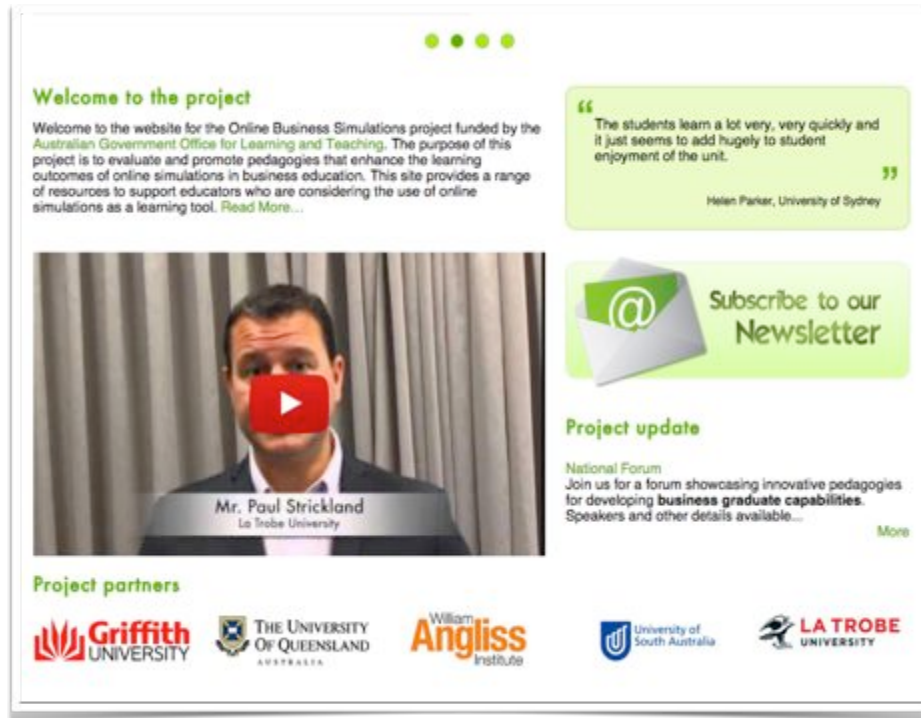 Welcome to the project
Welcome to the website for the Online Business Simulations project funded by the
Australian Government Office for Learning and Teaching. The purpose of this
project is to evaluate and promote pedagogies that enhance the learning
outcomes of online simulations in business education. This site provides a range
of resources to support educators who are considering the use of online
simulations as a learning tool. Read More...
“
The students learn a lot very, very quickly and
it just seems to add hugely to student
enjoyment of the unit.
”
Helen Parker, University of Sydney
@
Subscribe to our
Newsletter
Mr. Paul Strickland
La Trobe University
Project update
National Forum
Join us for a forum showcasing innovative pedagogies
for developing business graduate capabilities.
Speakers and other details available...
More
Project partners
Griffith
UNIVERSITY
THE UNIVERSITY
OF QUEENSLAND
AUSTRALIA
William
Angliss
Institute
University of
South Australia
LA TROBE
UNIVERSITY